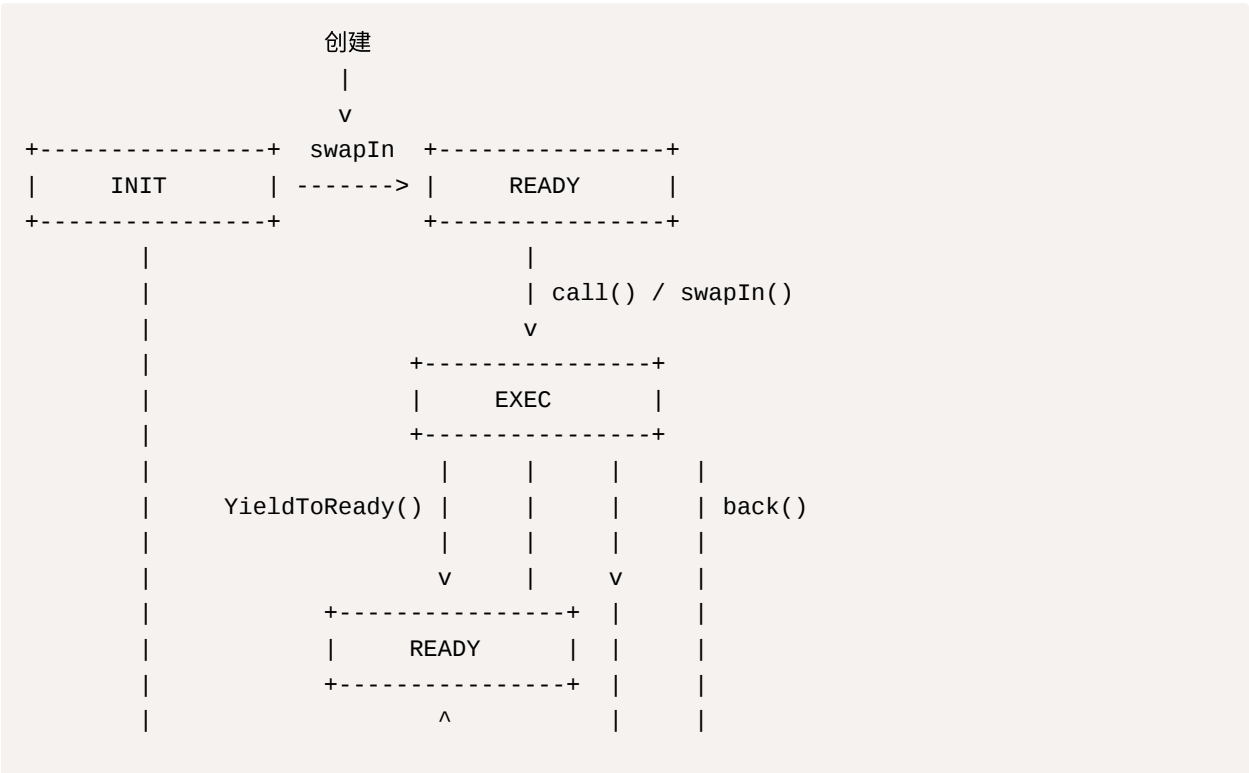 创建
                      |
                      v
+----------------+  swapIn  +----------------+
|     INIT       | -------> |     READY      |
+----------------+          +----------------+
        |                          |
        |                          | call() / swapIn()
        |                          v
        |                  +----------------+
        |                  |     EXEC       |
        |                  +----------------+
        |                    |     |     |     |
        |     YieldToReady() |     |     |     | back()
        |                    |     |     |     |
        |                    v     |     v     |
        |            +----------------+  |     |
        |            |     READY      |  |     |
        |            +----------------+  |     |
        |                    ^           |     |